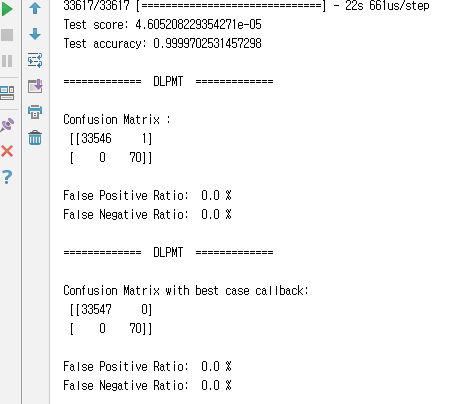 33617/33617 [==============================] - 22s 661us/step
Test score: 4.605208229354271e-05
Test accuracy: 0.9999702531457298
============= DLPMT =============
Confusion Matrix :
[[33546 1]
[ 0 70]]
False Positive Ratio: 0.0 %
False Negative Ratio: 0.0 %
============= DLPMT =============
Confusion Matrix with best case callback:
[[33547 0]
[ 0 70]]
False Positive Ratio: 0.0 %
False Negative Ratio: 0.0 %